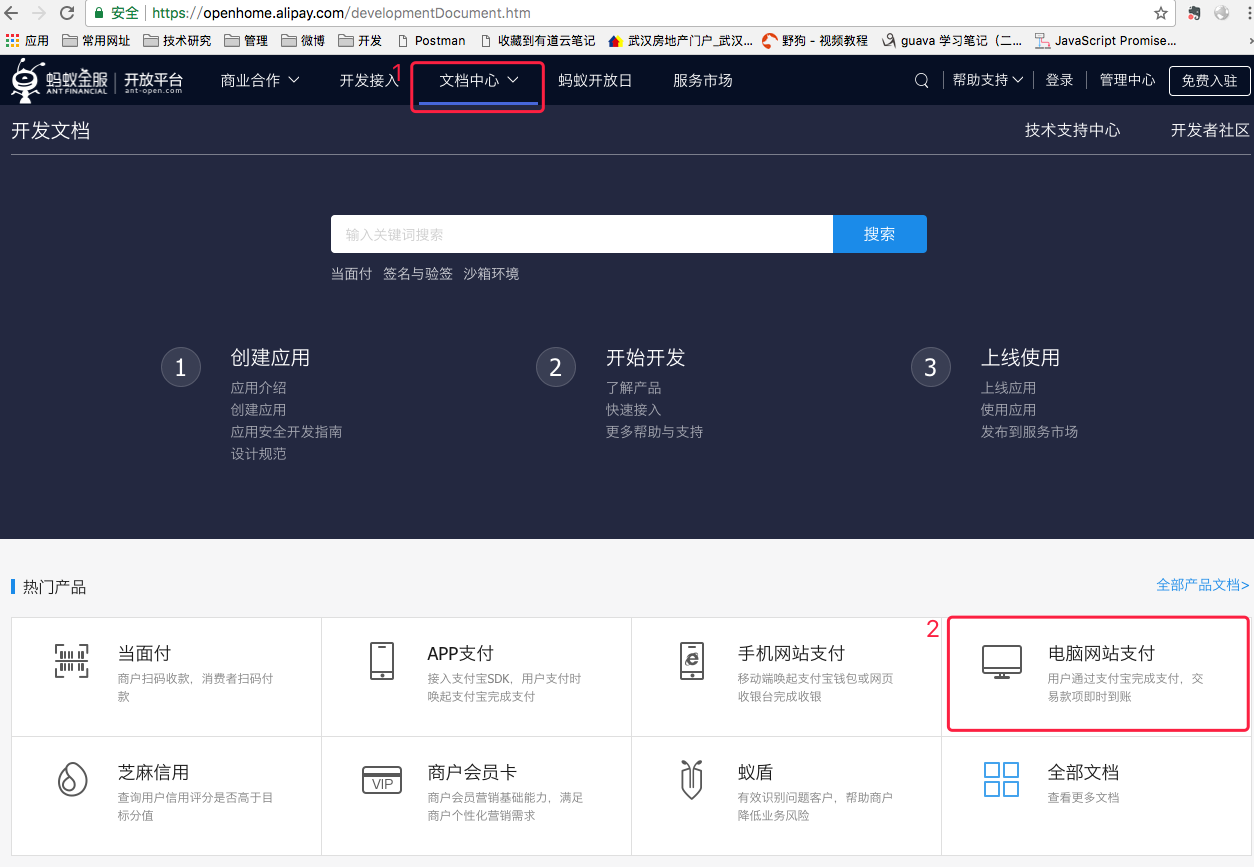 安全 https://openhome.alipay.com/developmentDocument.htm
应用 常用网址 技术研究 管理 微博 开发 Postman 收藏到有道云笔记 武汉房地产门户_武汉... 野狗 - 视频教程 guava 学习笔记（二... JavaScript Promise...
蚂蚁金服 ANT FINANCIAL 开放平台 ant-open.com 商业合作 开发接入 1 文档中心 蚂蚁开放日 服务市场 帮助支持 登录 管理中心 免费入驻
开发文档 技术支持中心 开发者社区
输入关键词搜索 搜索
当面付 签名与验签 沙箱环境
1 创建应用
应用介绍
创建应用
应用安全开发指南
设计规范
2 开始开发
了解产品
快速接入
更多帮助与支持
3 上线使用
上线应用
使用应用
发布到服务市场
热门产品 全部产品文档>
当面付
商户扫码收款，消费者扫码付
款
APP支付
接入支付宝SDK，用户支付时
唤起支付宝完成支付
手机网站支付
移动端唤起支付宝钱包或网页
收银台完成收银
2
电脑网站支付
用户通过支付宝完成支付，交
易款项即时到账
芝麻信用
查询用户信用评分是否高于目
标分值
VIP
商户会员卡
商户会员营销基础能力，满足
商户个性化营销需求
蚁盾
有效识别问题客户，帮助商户
降低业务风险
全部文档
查看更多文档